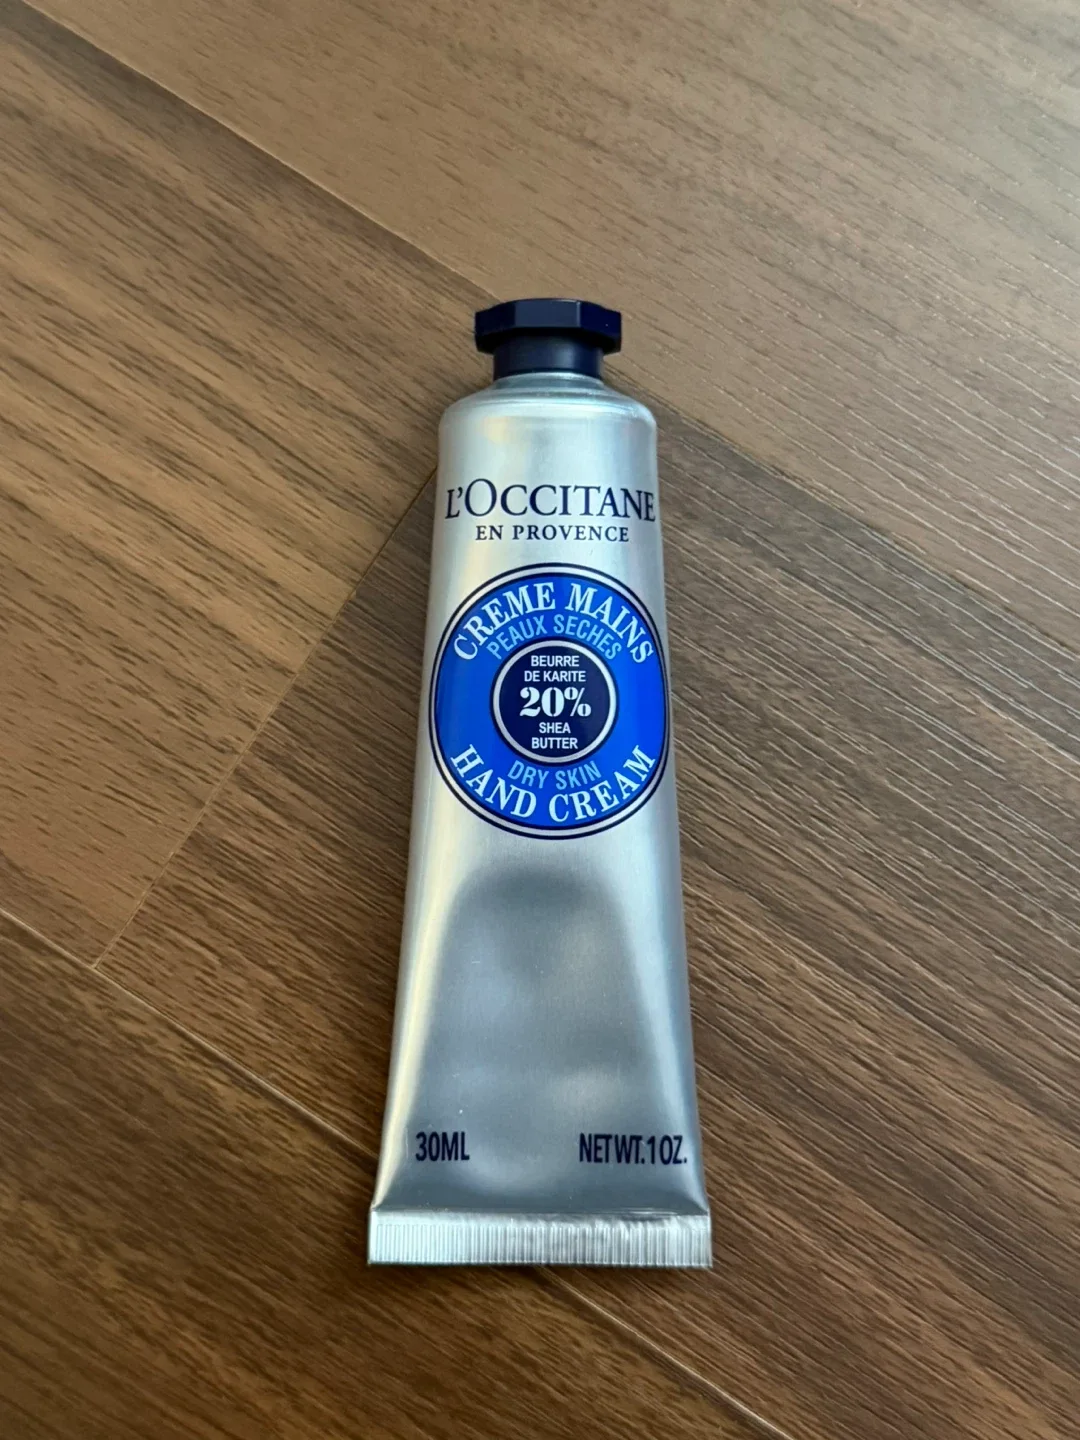 L'OCCITANE
EN PROVENCE
CREME MAINS
PEAUX SECHES
BEURRE
DE KARITE
20%
SHEA
BUTTER
DRY SKIN
HAND CREAM
30ML NET WT.1 OZ.